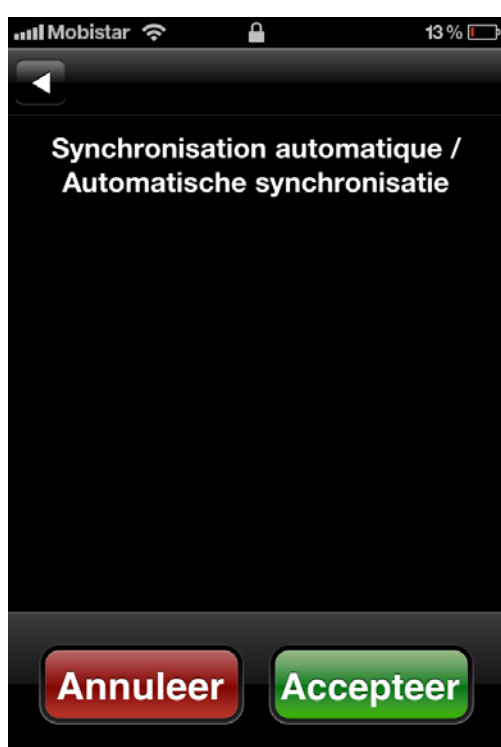 Mobistar 13 %
Synchronisation automatique /
Automatische synchronisatie
Annuleer Accepteer